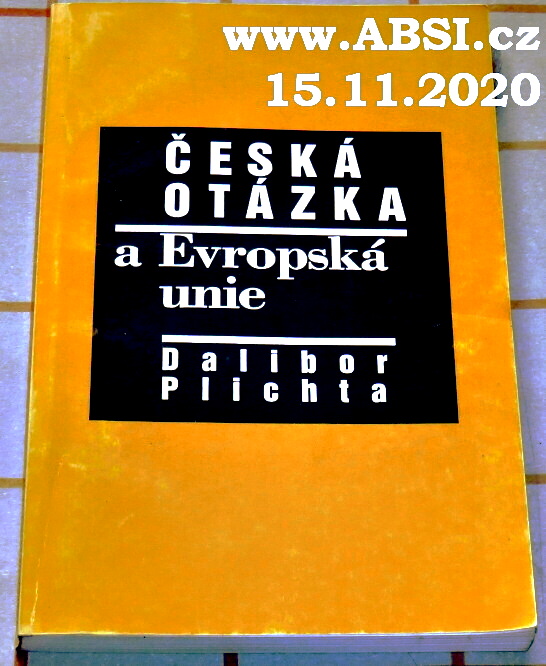 www.ABSI.cz
15.11.2020
ČESKÁ
OTÁZKA
a Evropská
unie
Dalibor
Plichta